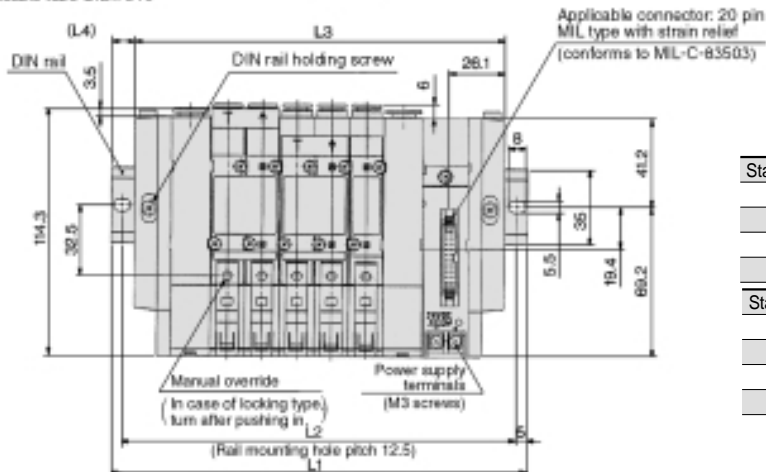 Applicable connector: 20 pin
MIL type with strain relief
(conforms to MIL-C-83503)
(L4)
L3
DIN rail
DIN rail holding screw
3.5
6
26.1
8
114.3
32.5
41.2
35
5.5
19.4
69.2
Manual override
(In case of locking type,
turn after pushing in.)
Power supply
terminals
(M3 screws)
L2
5
(Rail mounting hole pitch 12.5)
L1